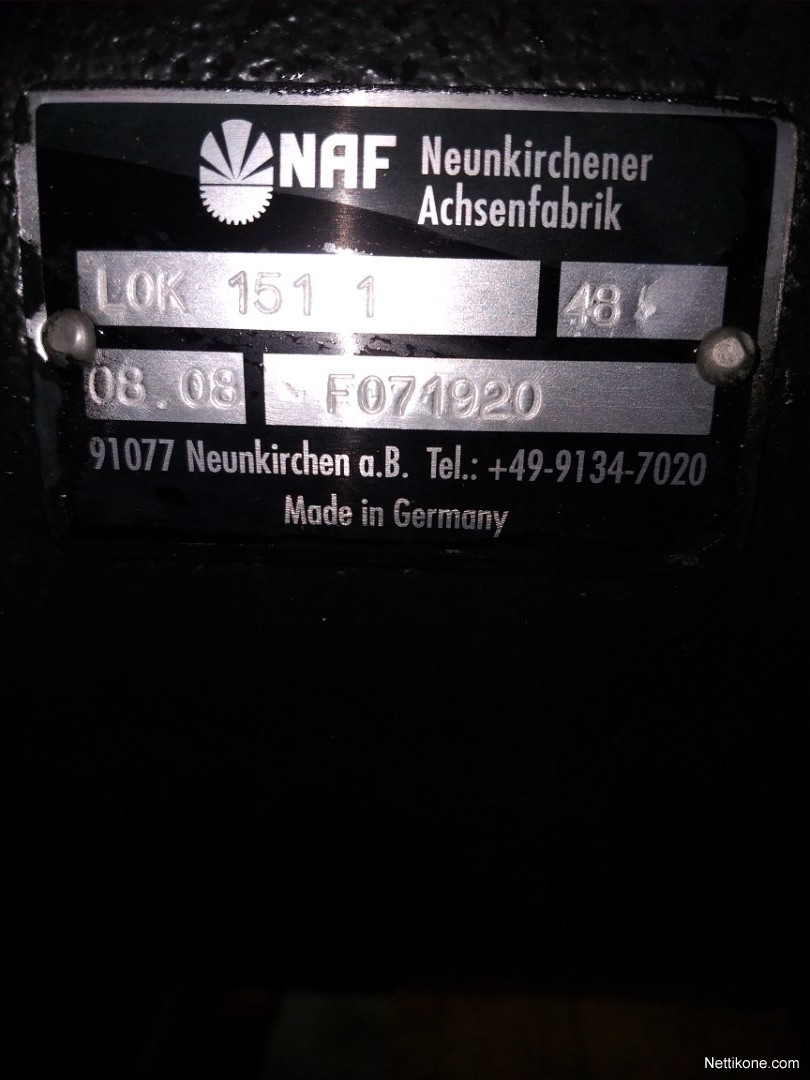 NAF Neunkirchener
Achsenfabrik
LOK 151 1 48
08.08 F071920
91077 Neunkirchen a.B. Tel.: +49-9134-7020
Made in Germany
Nettikone.com